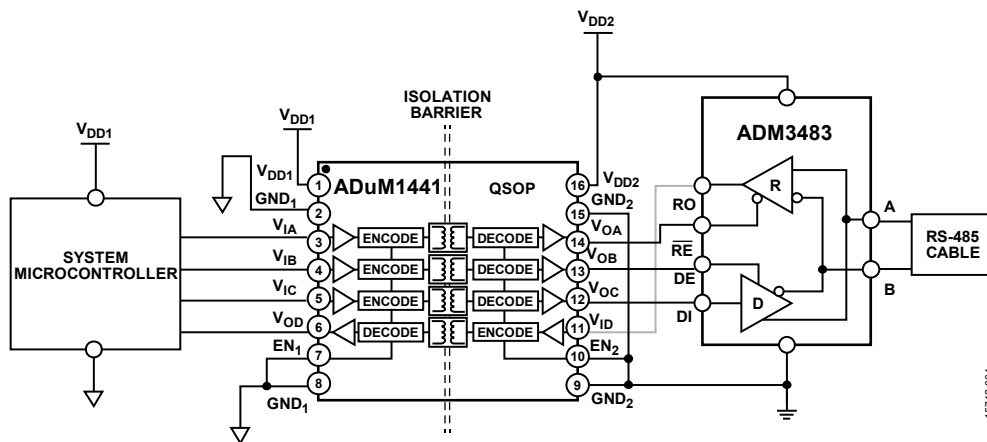 VDD2
ISOLATION
BARRIER
VDD1
VDD1
ADM3483
VDD1
ADuM1441
QSOP
VDD2
1
16
GND1
GND2
RO
R
A
2
15
VIA
ENCODE
DECODE
VOA
3
14
RE
SYSTEM
MICROCONTROLLER
VIB
ENCODE
DECODE
VOB
4
13
DE
RS-485
CABLE
VIC
ENCODE
DECODE
VOC
5
12
DI
D
B
VOD
DECODE
ENCODE
VID
6
11
EN1
EN2
7
10
8
9
GND1
GND2